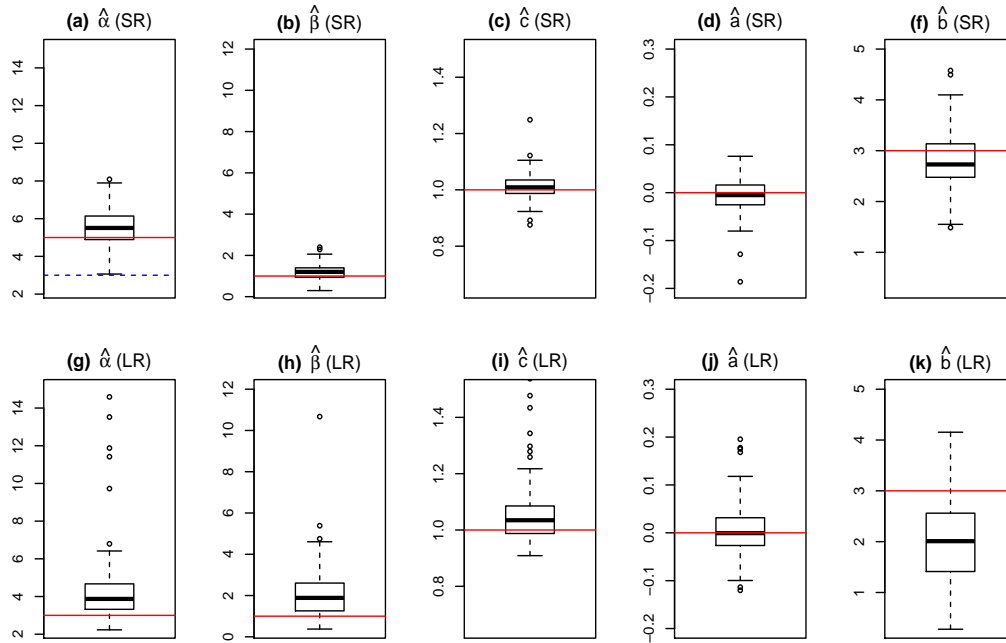 (a) α̂ (SR)
(b) β̂ (SR)
(c) ĉ (SR)
(d) â (SR)
(f) b̂ (SR)
2 4 6 8 10 12 14
0 2 4 6 8 10 12
0.8 1.0 1.2 1.4
−0.2 −0.1 0.0 0.1 0.2 0.3
1 2 3 4 5
(g) α̂ (LR)
(h) β̂ (LR)
(i) ĉ (LR)
(j) â (LR)
(k) b̂ (LR)
2 4 6 8 10 12 14
0 2 4 6 8 10 12
0.8 1.0 1.2 1.4
−0.2 −0.1 0.0 0.1 0.2 0.3
1 2 3 4 5